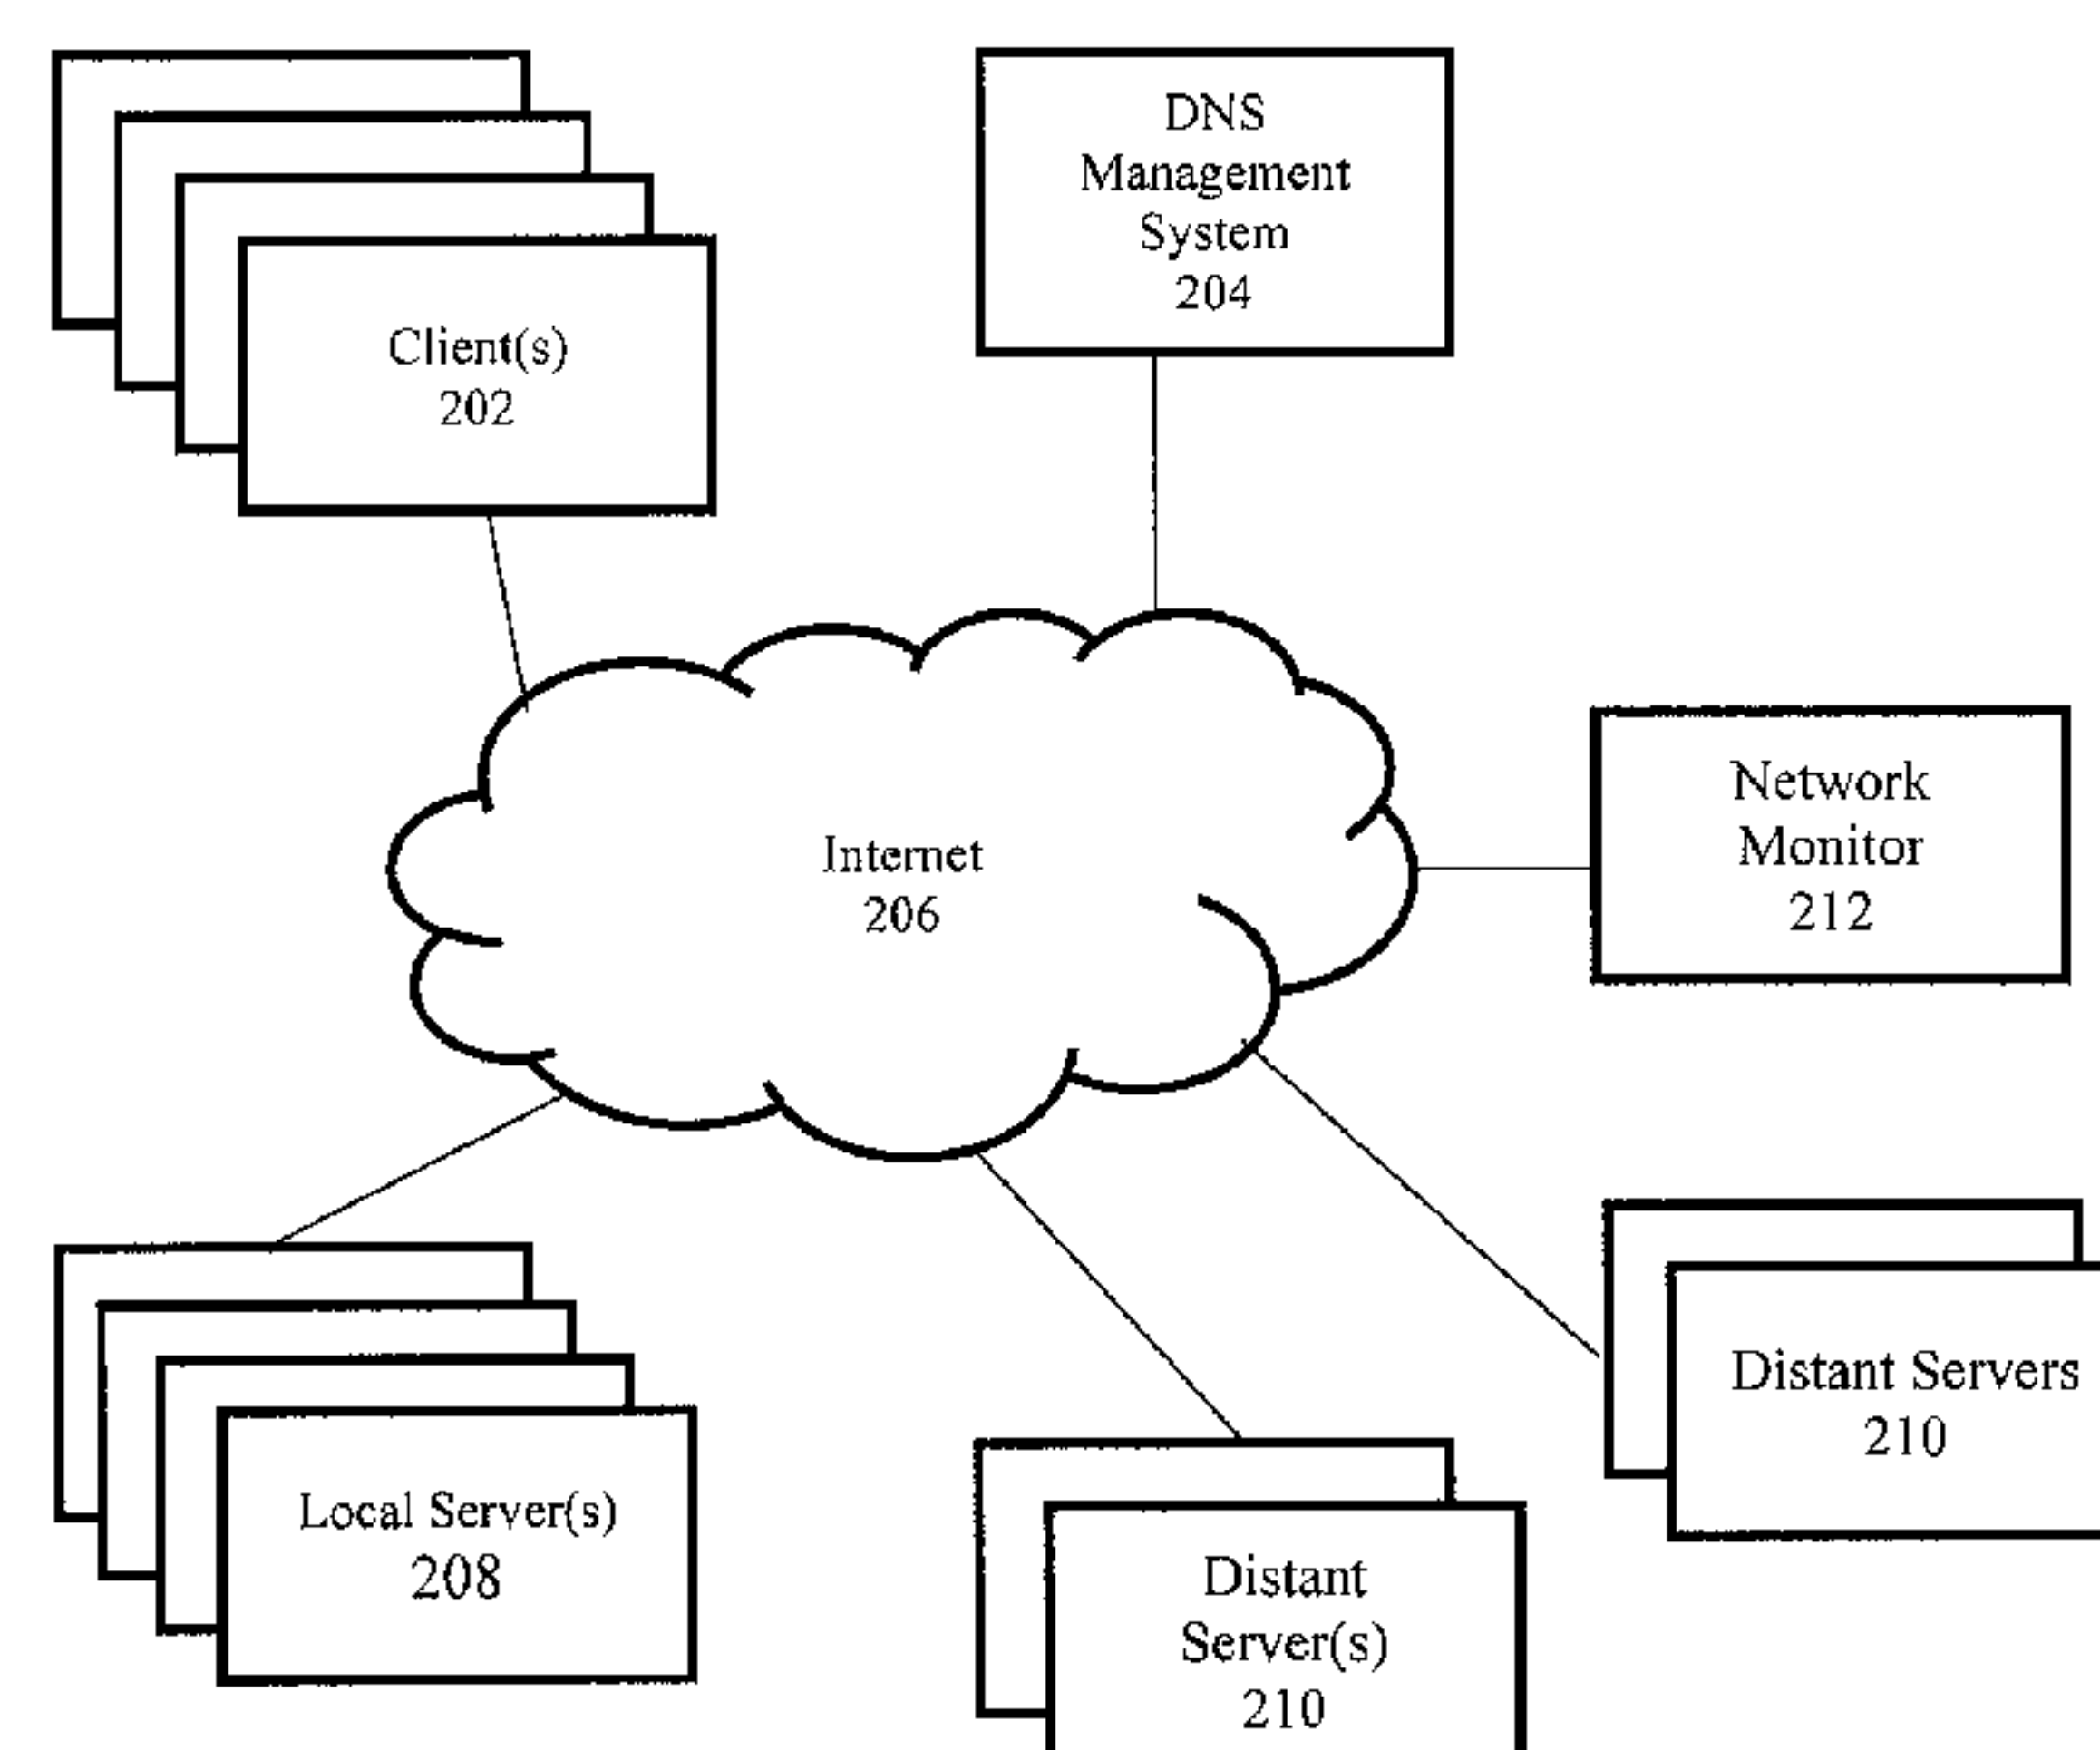 DNS
Management
System
204
Client(s)
202
Network
Monitor
212
Internet
206
Distant Servers
210
Local Server(s)
208
Distant
Server(s)
210